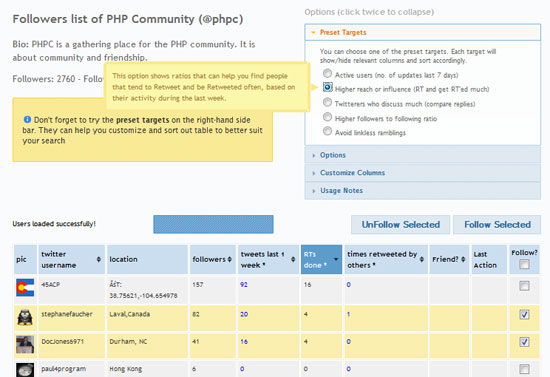 Followers list of PHP Community (@phpc)
Bio: PHPC is a gathering place for the PHP community. It is
about community and friendship.
Followers: 2760 - Follo
This option shows ratios that can help you find people
that tend to Retweet and be Retweeted often, based on
their activity during the last week.
Don't forget to try the preset targets on the right-hand side
bar. They can help you customize and sort out table to better suit
your search
Options (click twice to collapse)
Preset Targets
You can choose one of the preset targets. Each target will
show/hide relevant columns and sort accordingly.
Active users (no. of updates last 7 days)
Higher reach or influence (RT and get RT'ed much)
Twitterers who discuss much (compare replies)
Higher followers to following ratio
Avoid linkless ramblings
Options
Customize Columns
Usage Notes
Users loaded successfully!
UnFollow Selected
Follow Selected
pic twitter username location followers tweets last 1 week * RTs done * times retweeted by others * Friend? Last Action Follow?
45ACP 157 92 16 0
38.75621,-104.654978
stephanefaucher Laval,Canada 82 20 4 1
DocJones6971 Durham, NC 41 16 4 0
paul4program Hong Kong 6 0 0 0